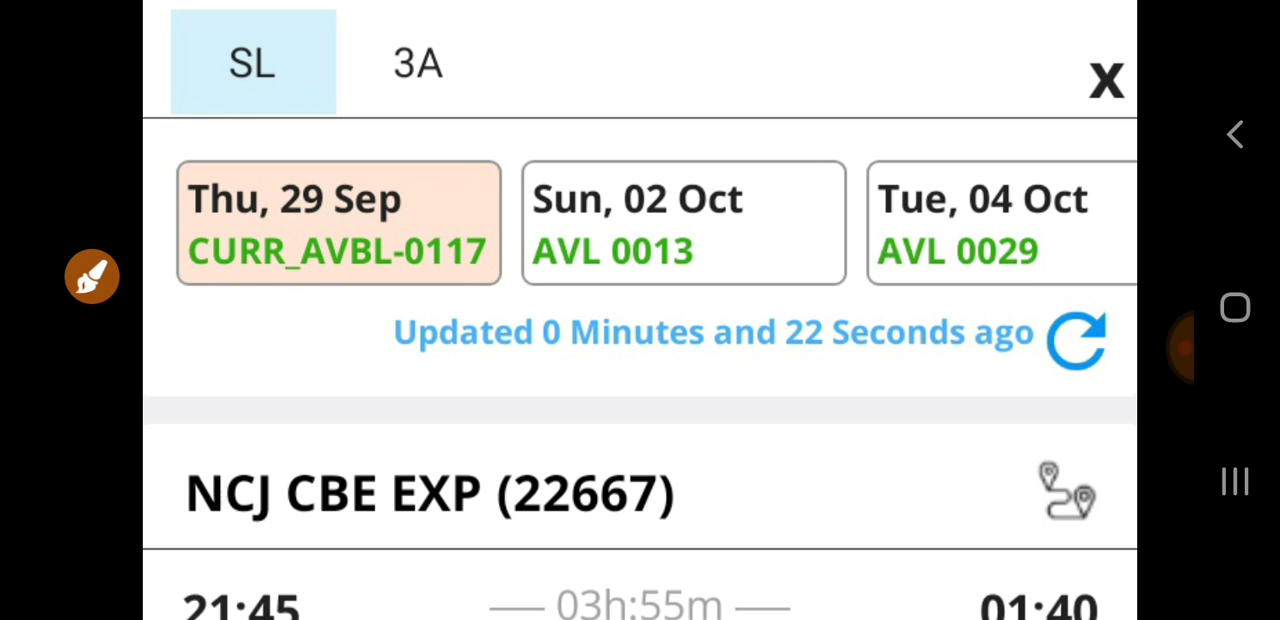 SL 3A
X
Thu, 29 Sep Sun, 02 Oct Tue, 04 Oct
CURR_AVBL-0117 AVL 0013 AVL 0029
Updated 0 Minutes and 22 Seconds ago
NCJ CBE EXP (22667)
21:45 03h:55m 01:40